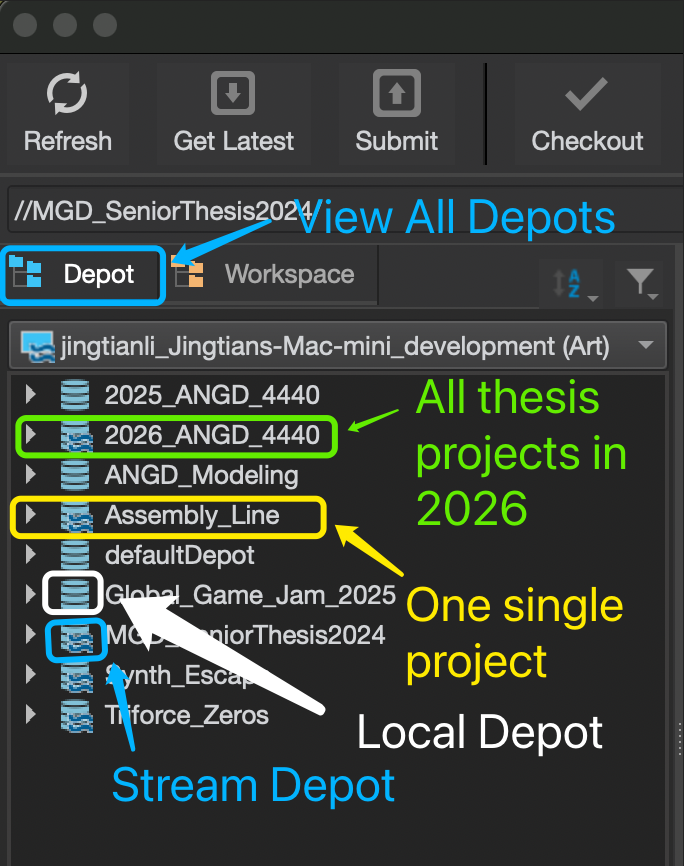 Refresh
Get Latest
Submit
Checkout
//MGD_SeniorThesis2024
View All Depots
Depot
Workspace
A
Z
jingtianli_Jingtians-Mac-mini_development (Art)
2025_ANGD_4440
2026_ANGD_4440
ANGD_Modeling
Assembly_Line
defaultDepot
Global_Game_Jam_2025
MGD_SeniorThesis2024
Synth_Escap
Triforce_Zeros
All thesis
projects in
2026
One single
project
Local Depot
Stream Depot